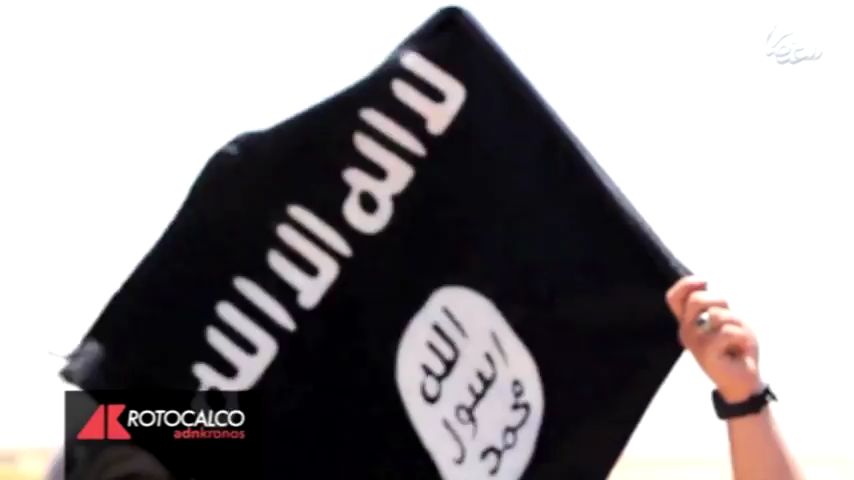 لا اله الا الله
الله
رسول
محمد
ROTOCALCO
adnkronos